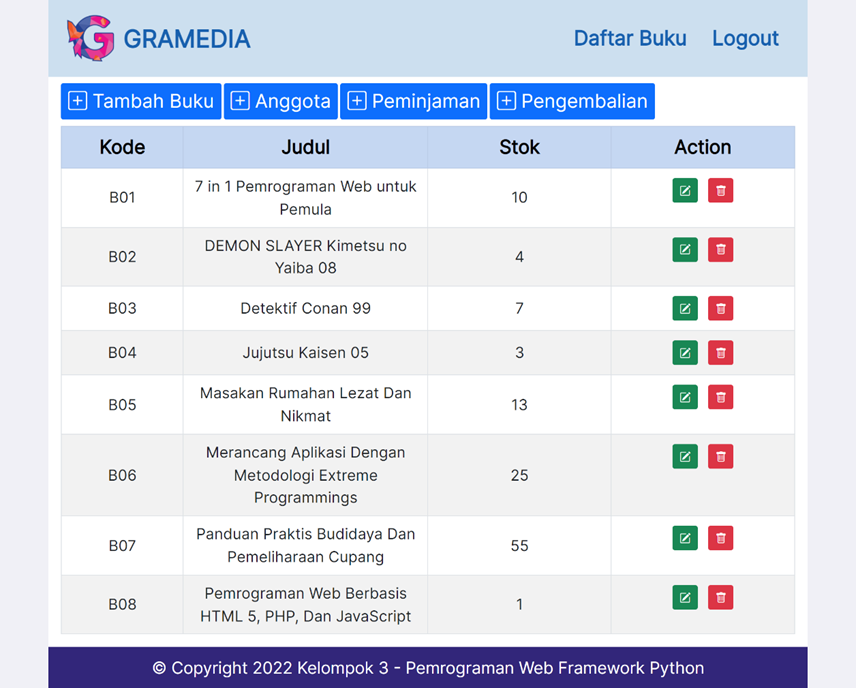 GRAMEDIA
Daftar Buku Logout
Tambah Buku Anggota Peminjaman Pengembalian
Kode Judul Stok Action
B01 7 in 1 Pemrograman Web untuk 10
Pemula
B02 DEMON SLAYER Kimetsu no 4
Yaiba 08
B03 Detektif Conan 99 7
B04 Jujutsu Kaisen 05 3
B05 Masakan Rumahan Lezat Dan 13
Nikmat
B06 Merancang Aplikasi Dengan 25
Metodologi Extreme
Programmings
B07 Panduan Praktis Budidaya Dan 55
Pemeliharaan Cupang
B08 Pemrograman Web Berbasis 1
HTML 5, PHP, Dan JavaScript
© Copyright 2022 Kelompok 3 - Pemrograman Web Framework Python